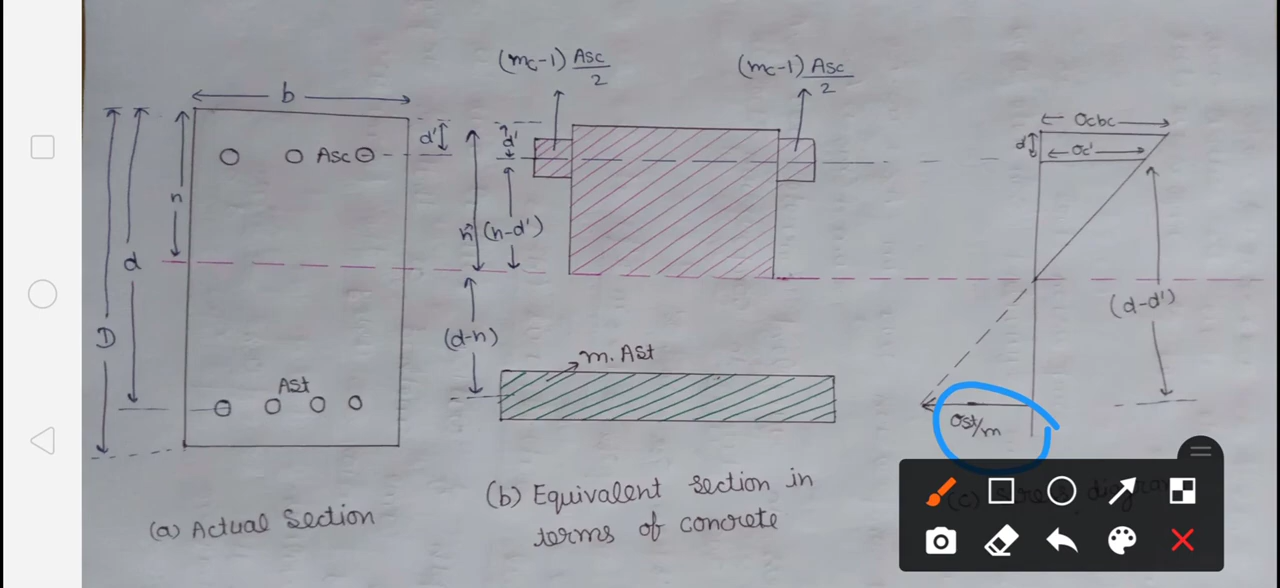 (mc-1) Asc/2
(mc-1) Asc/2
b
d'
d'
σcbc
d'
σc'
Asc
n
n
(n-d')
d
D
(d-n)
(d-d')
m.Ast
Ast
σst/m
(a) Actual Section
(b) Equivalent section in
terms of concrete
(c)